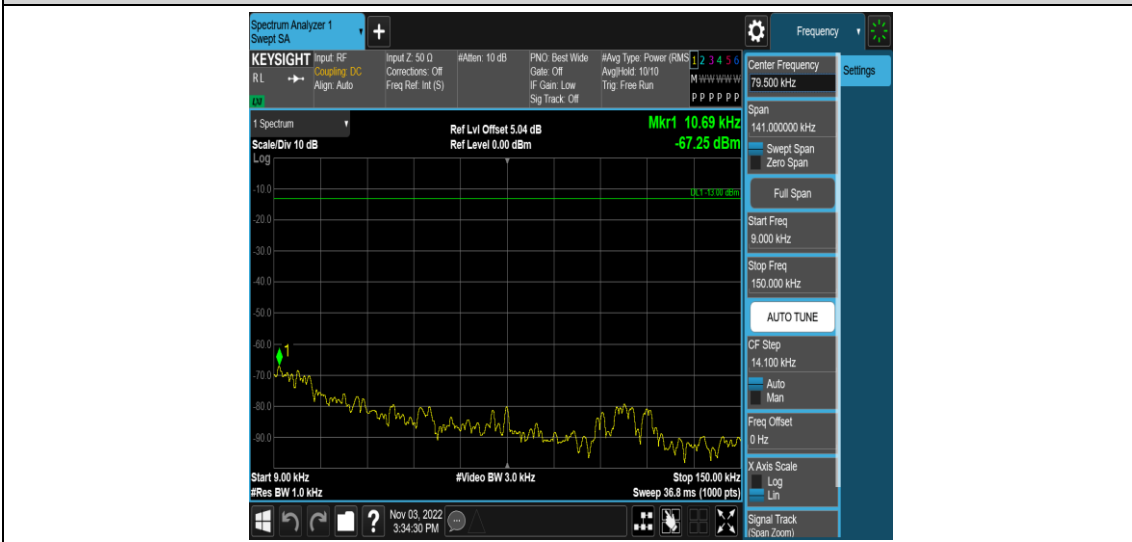 Spectrum Analyzer 1
Swept SA
Frequency
KEYSIGHT
RL
LXI
Input: RF
Coupling: DC
Align: Auto
Input Z: 50 Ω
Corrections: Off
Freq Ref: Int (S)
#Atten: 10 dB
PNO: Best Wide
Gate: Off
IF Gain: Low
Sig Track: Off
#Avg Type: Power (RMS
Avg|Hold: 10/10
Trig: Free Run
1 2 3 4 5 6
M W W W W W
P P P P P P
1 Spectrum
Scale/Div 10 dB
Log
Ref Lvl Offset 5.04 dB
Ref Level 0.00 dBm
Mkr1 10.69 kHz
-67.25 dBm
DL1 -13.00 dBm
-10.0
-20.0
-30.0
-40.0
-50.0
-60.0
-70.0
-80.0
-90.0
1
Start 9.00 kHz
#Res BW 1.0 kHz
#Video BW 3.0 kHz
Stop 150.00 kHz
Sweep 36.8 ms (1000 pts)
Center Frequency
79.500 kHz
Settings
Span
141.000000 kHz
Swept Span
Zero Span
Full Span
Start Freq
9.000 kHz
Stop Freq
150.000 kHz
AUTO TUNE
CF Step
14.100 kHz
Auto
Man
Freq Offset
0 Hz
X Axis Scale
Log
Lin
Signal Track
(Span Zoom)
?
Nov 03, 2022
3:34:30 PM